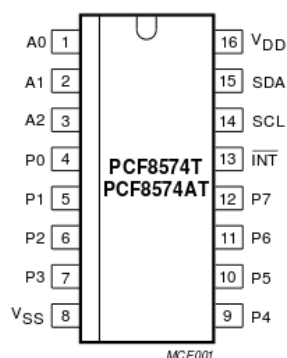 A0 1 16 VDD
A1 2 15 SDA
A2 3 14 SCL
P0 4 13 INT
PCF8574T
PCF8574AT
P1 5 12 P7
P2 6 11 P6
P3 7 10 P5
VSS 8 9 P4
MCE001